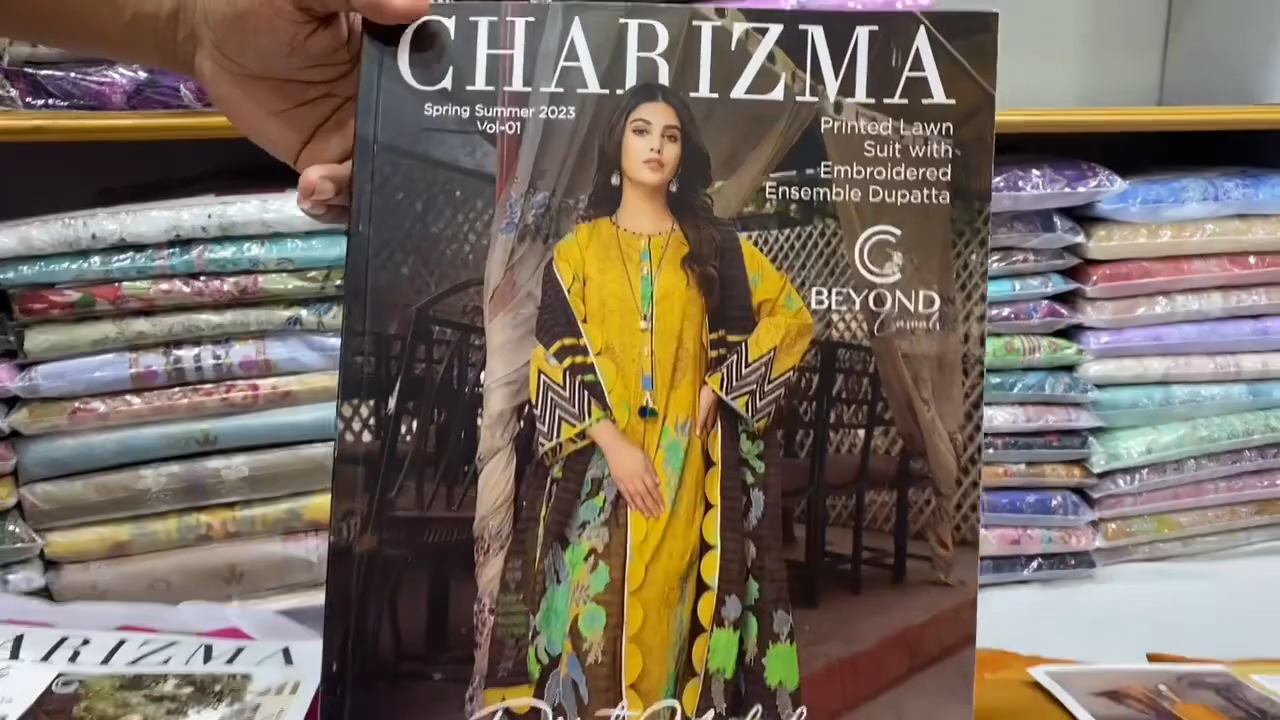 CHARIZMA
Spring Summer 2023
Vol-01
Printed Lawn
Suit with
Embroidered
Ensemble Dupatta
BEYOND
ARIZMA